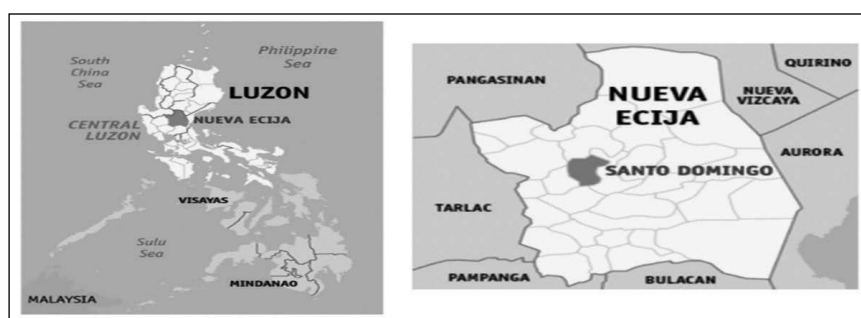 South
China
Sea
Philippine
Sea
LUZON
NUEVA ECIJA
CENTRAL
LUZON
VISAYAS
Sulu
Sea
MINDANAO
MALAYSIA
PANGASINAN
QUIRINO
NUEVA
VIZCAYA
NUEVA
ECIJA
AURORA
SANTO DOMINGO
TARLAC
PAMPANGA
BULACAN